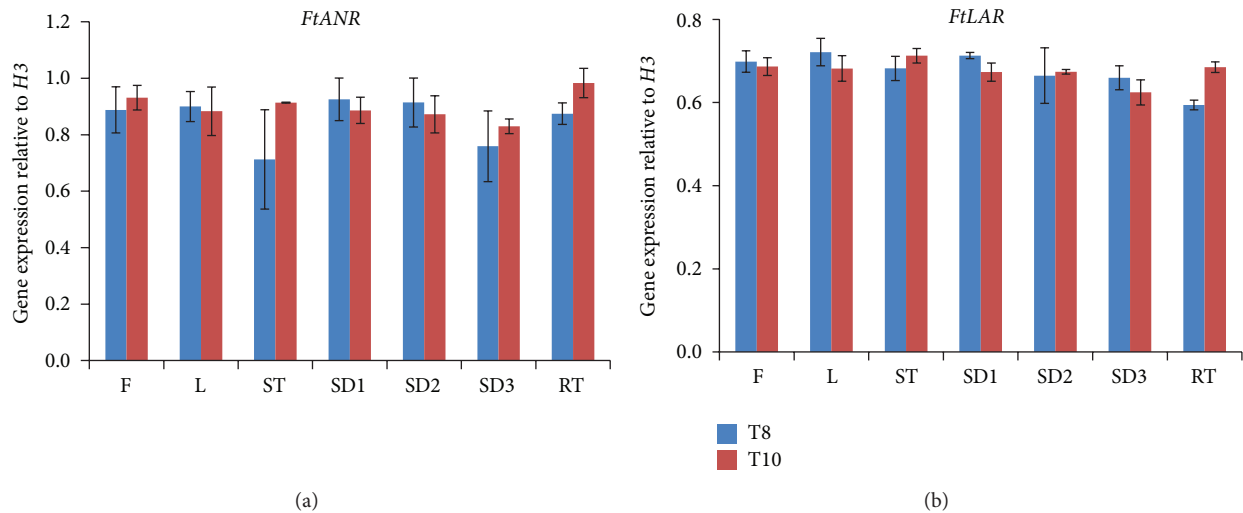 FtANR
Gene expression relative to H3
1.2
1.0
0.8
0.6
0.4
0.2
0.0
F L ST SD1 SD2 SD3 RT
(a)
FtLAR
Gene expression relative to H3
0.8
0.6
0.4
0.2
0.0
F L ST SD1 SD2 SD3 RT
T8
T10
(b)